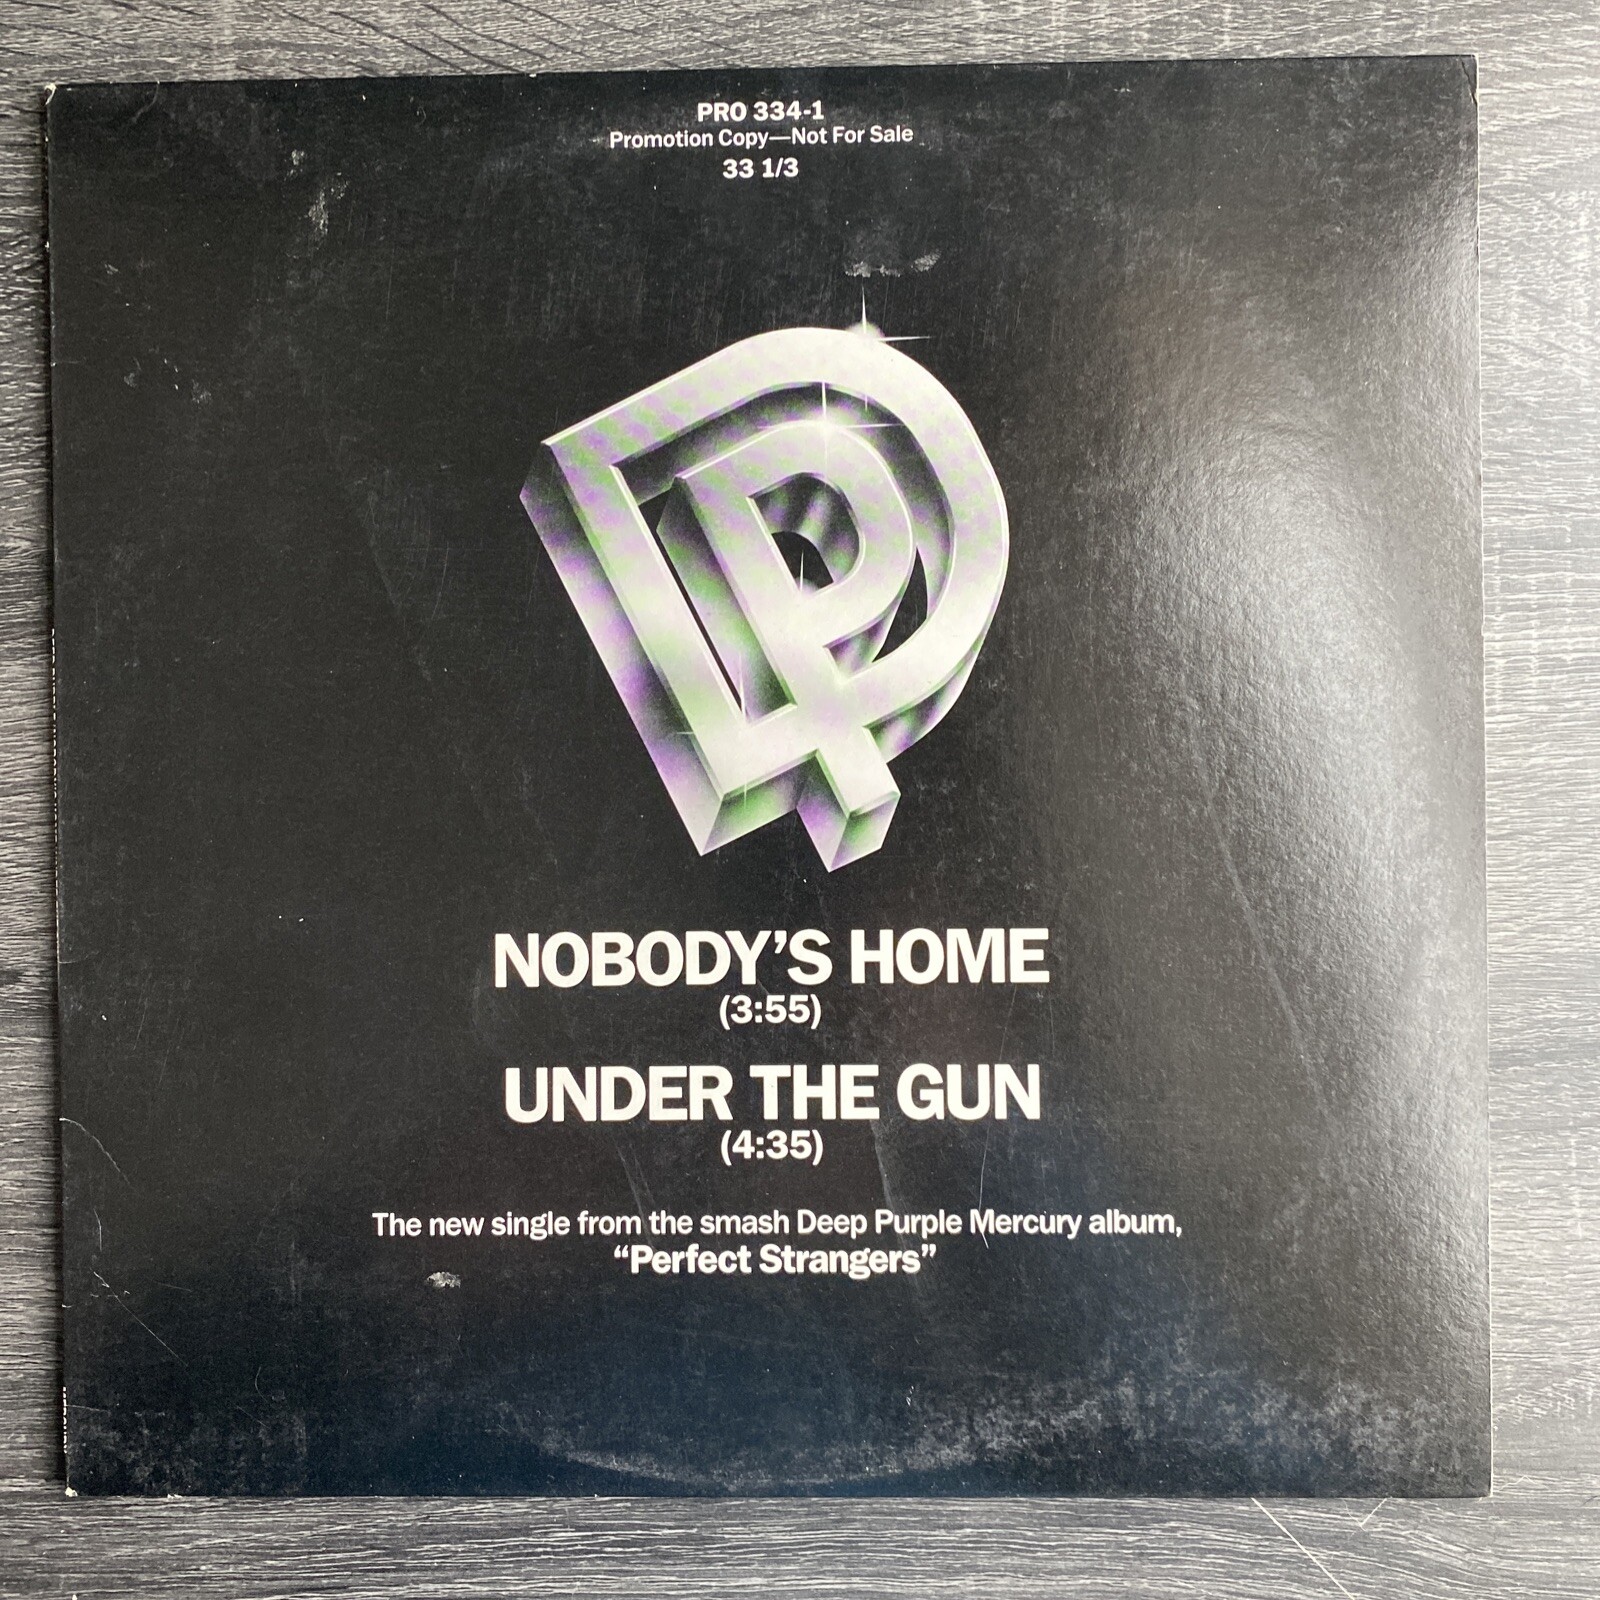 PRO 334-1
Promotion Copy—Not For Sale
33 1/3
DP
NOBODY'S HOME
(3:55)
UNDER THE GUN
(4:35)
The new single from the smash Deep Purple Mercury album,
“Perfect Strangers”